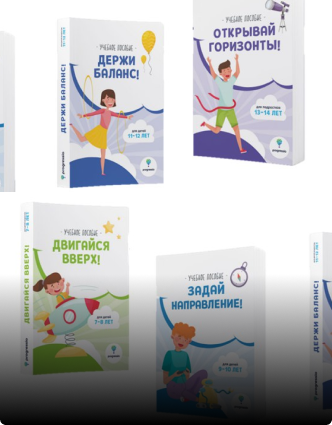 · УЧЕБНОЕ ПОСОБИЕ ·
ОТКРЫВАЙ
ГОРИЗОНТЫ!
для подростков
13-14 ЛЕТ
· УЧЕБНОЕ ПОСОБИЕ ·
ДЕРЖИ
БАЛАНС!
для детей
11-12 ЛЕТ
ДЕРЖИ БАЛАНС!
· УЧЕБНОЕ ПОСОБИЕ ·
ДВИГАЙСЯ
ВВЕРХ!
для детей
7-8 ЛЕТ
ДВИГАЙСЯ ВВЕРХ!
· УЧЕБНОЕ ПОСОБИЕ ·
ЗАДАЙ
НАПРАВЛЕНИЕ!
для детей
9-10 ЛЕТ